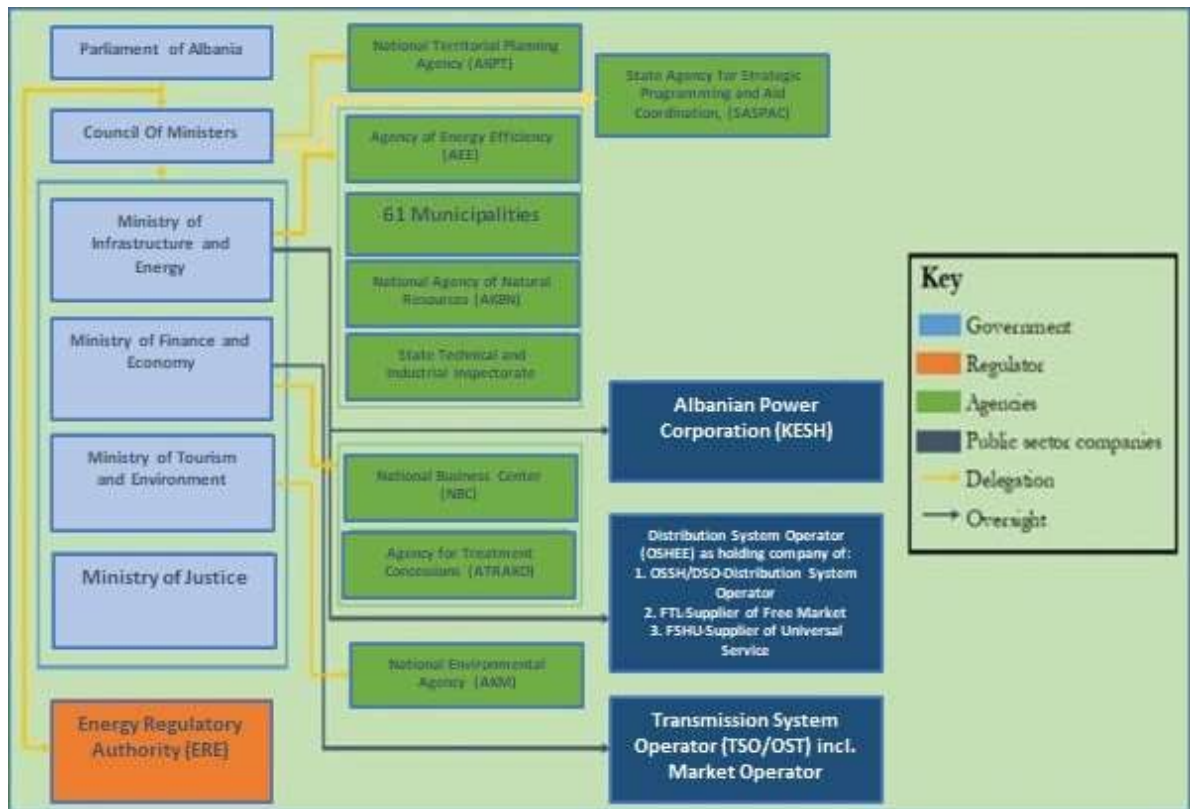 Parliament of Albania
Council Of Ministers
Ministry of
Infrastructure and
Energy
Ministry of Finance and
Economy
Ministry of Tourism
and Environment
Ministry of Justice
Energy Regulatory
Authority (ERE)
National Territorial Planning
Agency (AKPT)
State Agency for Strategic
Programming and Aid
Coordination, (SASPAC)
Agency of Energy Efficiency
(AEE)
61 Municipalities
National Agency of Natural
Resources (AKBN)
State Technical and
Industrial Inspectorate
National Business Center
(NBC)
Agency for Treatment
Concessions (ATRAKO)
National Environmental
Agency (AKM)
Albanian Power
Corporation (KESH)
Distribution System Operator
(OSHEE) as holding company of:
1. OSSH/DSO-Distribution System
Operator
2. FTL-Supplier of Free Market
3. FSHU-Supplier of Universal
Service
Transmission System
Operator (TSO/OST) incl.
Market Operator
Key
Government
Regulator
Agencies
Public sector companies
Delegation
Oversight